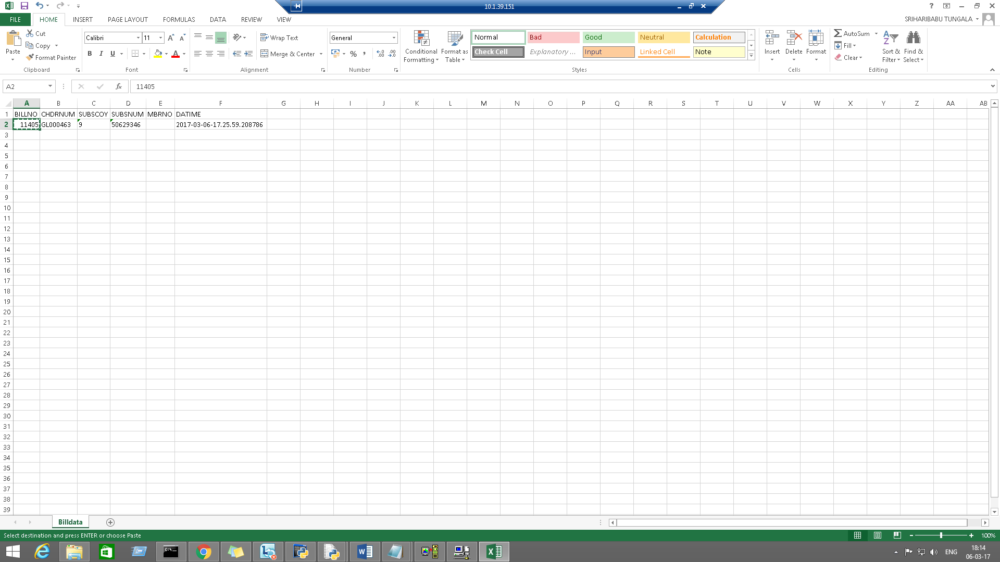 10.1.39.151
FILE HOME INSERT PAGE LAYOUT FORMULAS DATA REVIEW VIEW SRIHARIBABU TUNGALA
Paste
Cut
Copy
Format Painter
Clipboard
Calibri 11
B I U
Font
Wrap Text
Merge & Center
Alignment
General
Number
Conditional Formatting
Format as Table
Normal Bad Good Neutral Calculation
Check Cell Explanatory ... Input Linked Cell Note
Styles
Insert Delete Format
Cells
AutoSum
Fill
Clear
Sort & Filter
Find & Select
Editing
A2 fx 11405
A B C D E F G H I J K L M N O P Q R S T U V W X Y Z AA AB
1 BILLNO CHDRNUM SUBSCOY SUBSNUM MBRNO DATIME
2 11405 GL000463 9 50629346 2017-03-06-17.25.59.208786
3
4
5
6
7
8
9
10
11
12
13
14
15
16
17
18
19
20
21
22
23
24
25
26
27
28
29
30
31
32
33
34
35
36
37
38
39
Billdata
Select destination and press ENTER or choose Paste 100%
ENG 18:14
06-03-17